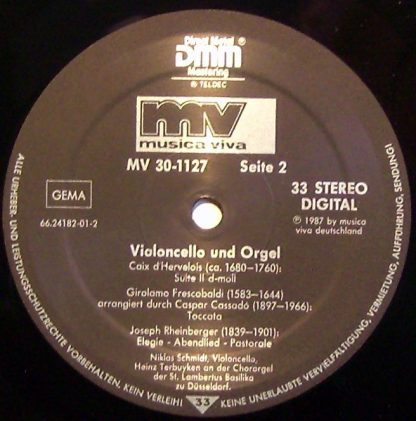 Direct Metal
DMM
Mastering
® TELDEC
mv
musica viva
MV 30-1127 Seite 2
GEMA
66.24182-01-2
33 STEREO
DIGITAL
℗ 1987 by musica
viva deutschland
Violoncello und Orgel
Caix d'Hervelois (ca. 1680–1760):
Suite II d-moll
Girolamo Frescobaldi (1583–1644)
arrangiert durch Caspar Cassadó (1897–1966):
Toccata
Joseph Rheinberger (1839–1901):
Elegie - Abendlied - Pastorale
Niklas Schmidt, Violoncello,
Heinz Terbuyken an der Chororgel
der St. Lambertus Basilika
zu Düsseldorf.
ALLE URHEBER- UND LEISTUNGSSCHUTZRECHTE VORBEHALTEN. KEIN VERLEIH! 33 KEINE UNERLAUBTE VERVIELFÄLTIGUNG, VERMIETUNG, AUFFÜHRUNG, SENDUNG!